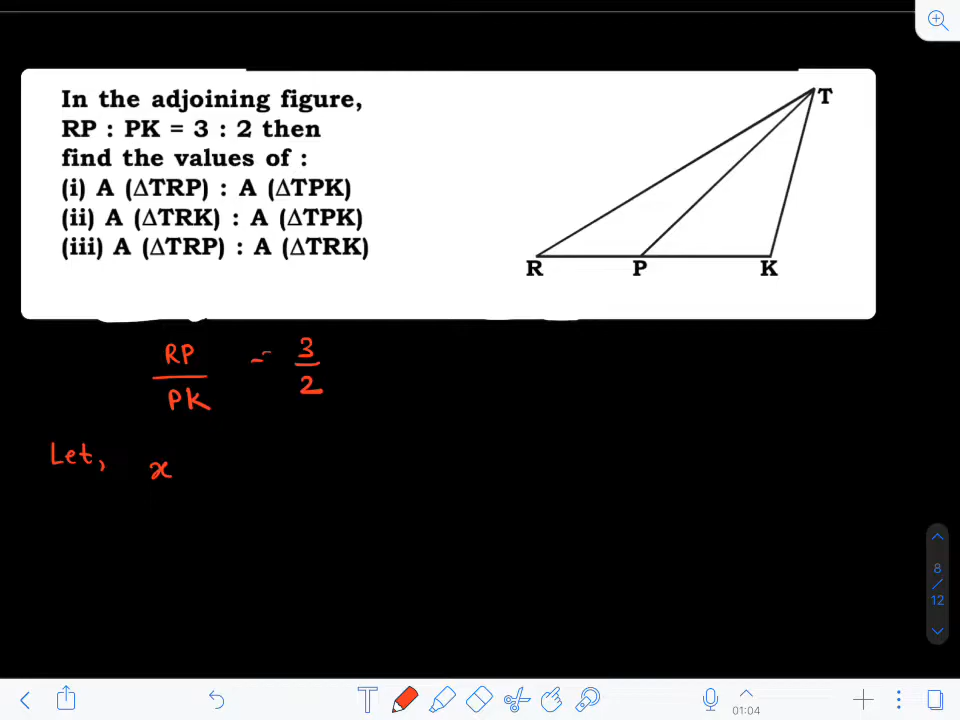 In the adjoining figure,
RP : PK = 3 : 2 then
find the values of :
(i) A (ΔTRP) : A (ΔTPK)
(ii) A (ΔTRK) : A (ΔTPK)
(iii) A (ΔTRP) : A (ΔTRK)
T
R P K
RP = 3
PK 2
Let, x
8
/
12
T
01:04